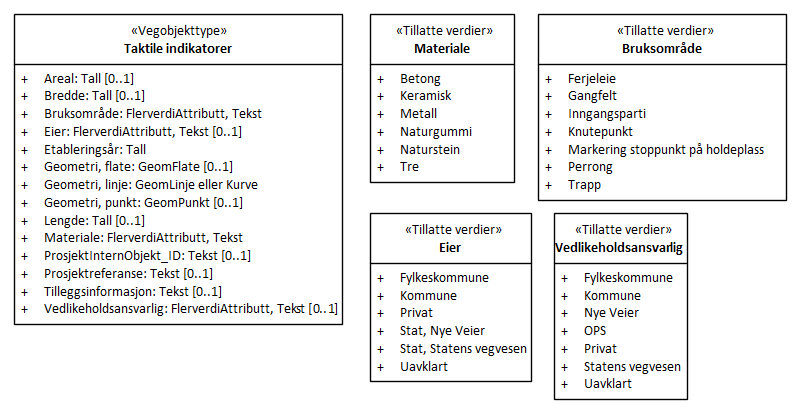 «Vegobjekttype»
Taktile indikatorer
+ Areal: Tall [0..1]
+ Bredde: Tall [0..1]
+ Bruksområde: FlerverdiAttributt, Tekst
+ Eier: FlerverdiAttributt, Tekst [0..1]
+ Etableringsår: Tall
+ Geometri, flate: GeomFlate [0..1]
+ Geometri, linje: GeomLinje eller Kurve
+ Geometri, punkt: GeomPunkt [0..1]
+ Lengde: Tall [0..1]
+ Materiale: FlerverdiAttributt, Tekst
+ ProsjektInternObjekt_ID: Tekst [0..1]
+ Prosjektreferanse: Tekst [0..1]
+ Tilleggsinformasjon: Tekst [0..1]
+ Vedlikeholdsansvarlig: FlerverdiAttributt, Tekst [0..1]
«Tillatte verdier»
Materiale
+ Betong
+ Keramisk
+ Metall
+ Naturgummi
+ Naturstein
+ Tre
«Tillatte verdier»
Bruksområde
+ Ferjeleie
+ Gangfelt
+ Inngangsparti
+ Knutepunkt
+ Markering stoppunkt på holdeplass
+ Perrong
+ Trapp
«Tillatte verdier»
Eier
+ Fylkeskommune
+ Kommune
+ Privat
+ Stat, Nye Veier
+ Stat, Statens vegvesen
+ Uavklart
«Tillatte verdier»
Vedlikeholdsansvarlig
+ Fylkeskommune
+ Kommune
+ Nye Veier
+ OPS
+ Privat
+ Statens vegvesen
+ Uavklart